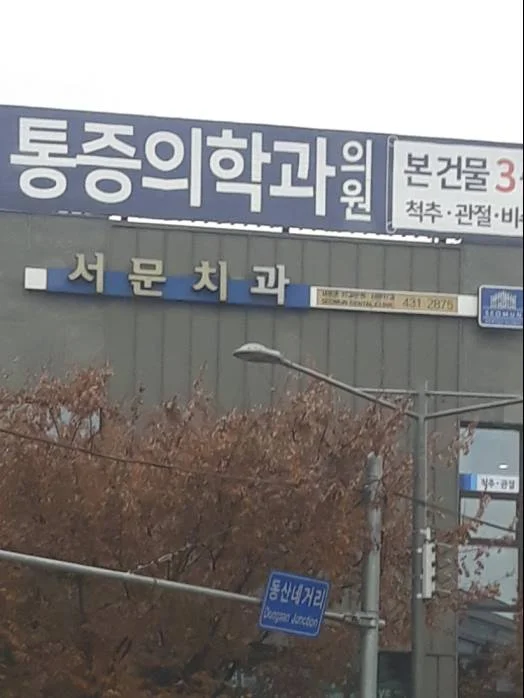 통증의학과 의원
본 건물 3
척추·관절·비
서 문 치 과
SEOMUN DENTAL CLINIC
431 2875
SEOMUN
척추·관절
동산네거리
Dongsan Junction